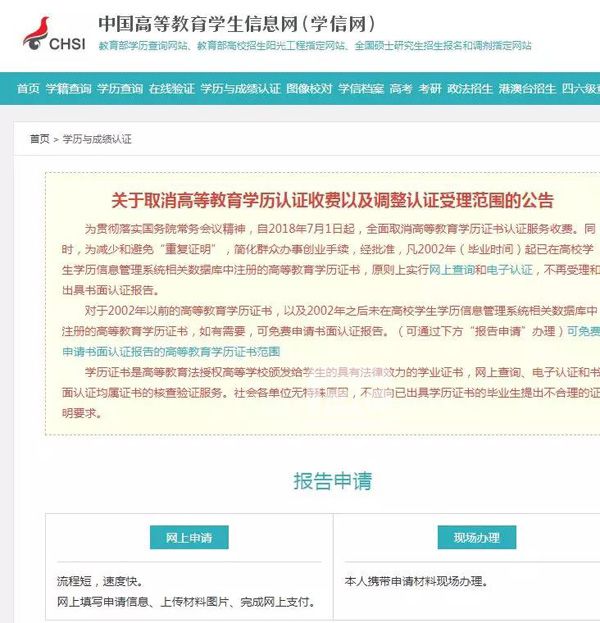 中国高等教育学生信息网(学信网)
CHSI
教育部学历查询网站、教育部高校招生阳光工程指定网站、全国硕士研究生招生报名和调剂指定网站
首页 学籍查询 学历查询 在线验证 学历与成绩认证 图像校对 学信档案 高考 考研 政法招生 港澳台招生 四六级
首页 > 学历与成绩认证
关于取消高等教育学历认证收费以及调整认证受理范围的公告
为贯彻落实国务院常务会议精神，自2018年7月1日起，全面取消高等教育学历证书认证服务收费。同
时，为减少和避免“重复证明”，简化群众办事创业手续，经批准，凡2002年（毕业时间）起已在高校学
生学历信息管理系统相关数据库中注册的高等教育学历证书，原则上实行网上查询和电子认证，不再受理和
出具书面认证报告。
对于2002年以前的高等教育学历证书，以及2002年之后未在高校学生学历信息管理系统相关数据库中
注册的高等教育学历证书，如有需要，可免费申请书面认证报告。（可通过下方“报告申请”办理）可免费
申请书面认证报告的高等教育学历证书范围
学历证书是高等教育法授权高等学校颁发给学生的具有法律效力的学业证书，网上查询、电子认证和书
面认证均属证书的核查验证服务。社会各单位无特殊原因，不应向已出具学历证书的毕业生提出不合理的证
明要求。
报告申请
网上申请
现场办理
流程短，速度快。
本人携带申请材料现场办理。
网上填写申请信息、上传材料图片、完成网上支付。